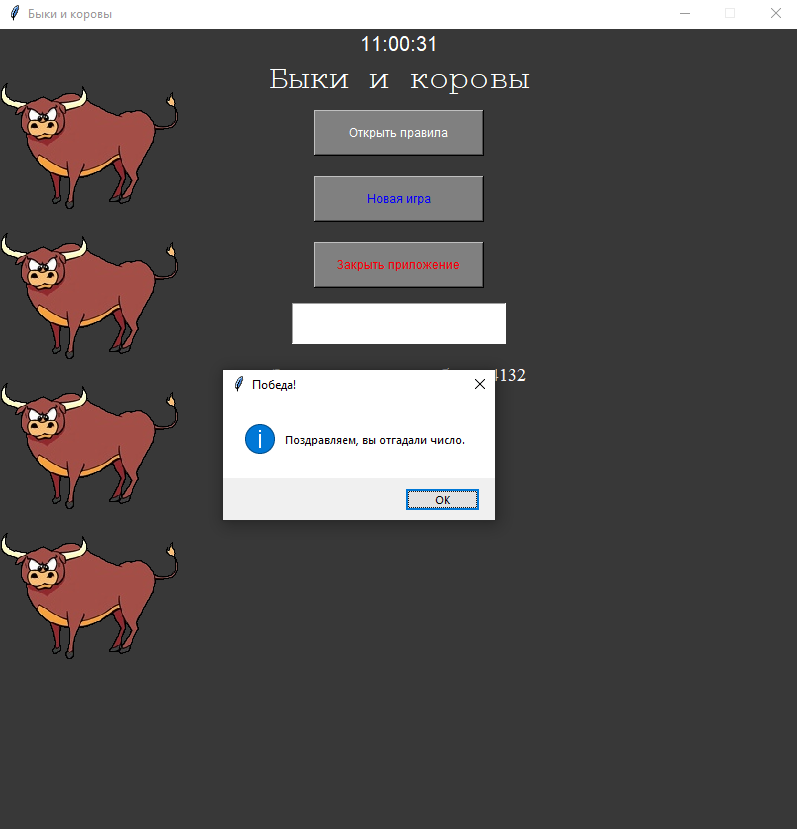 Быки и коровы
11:00:31
Быки и коровы
Открыть правила
Новая игра
Закрыть приложение
4132
Победа!
Поздравляем, вы отгадали число.
OK